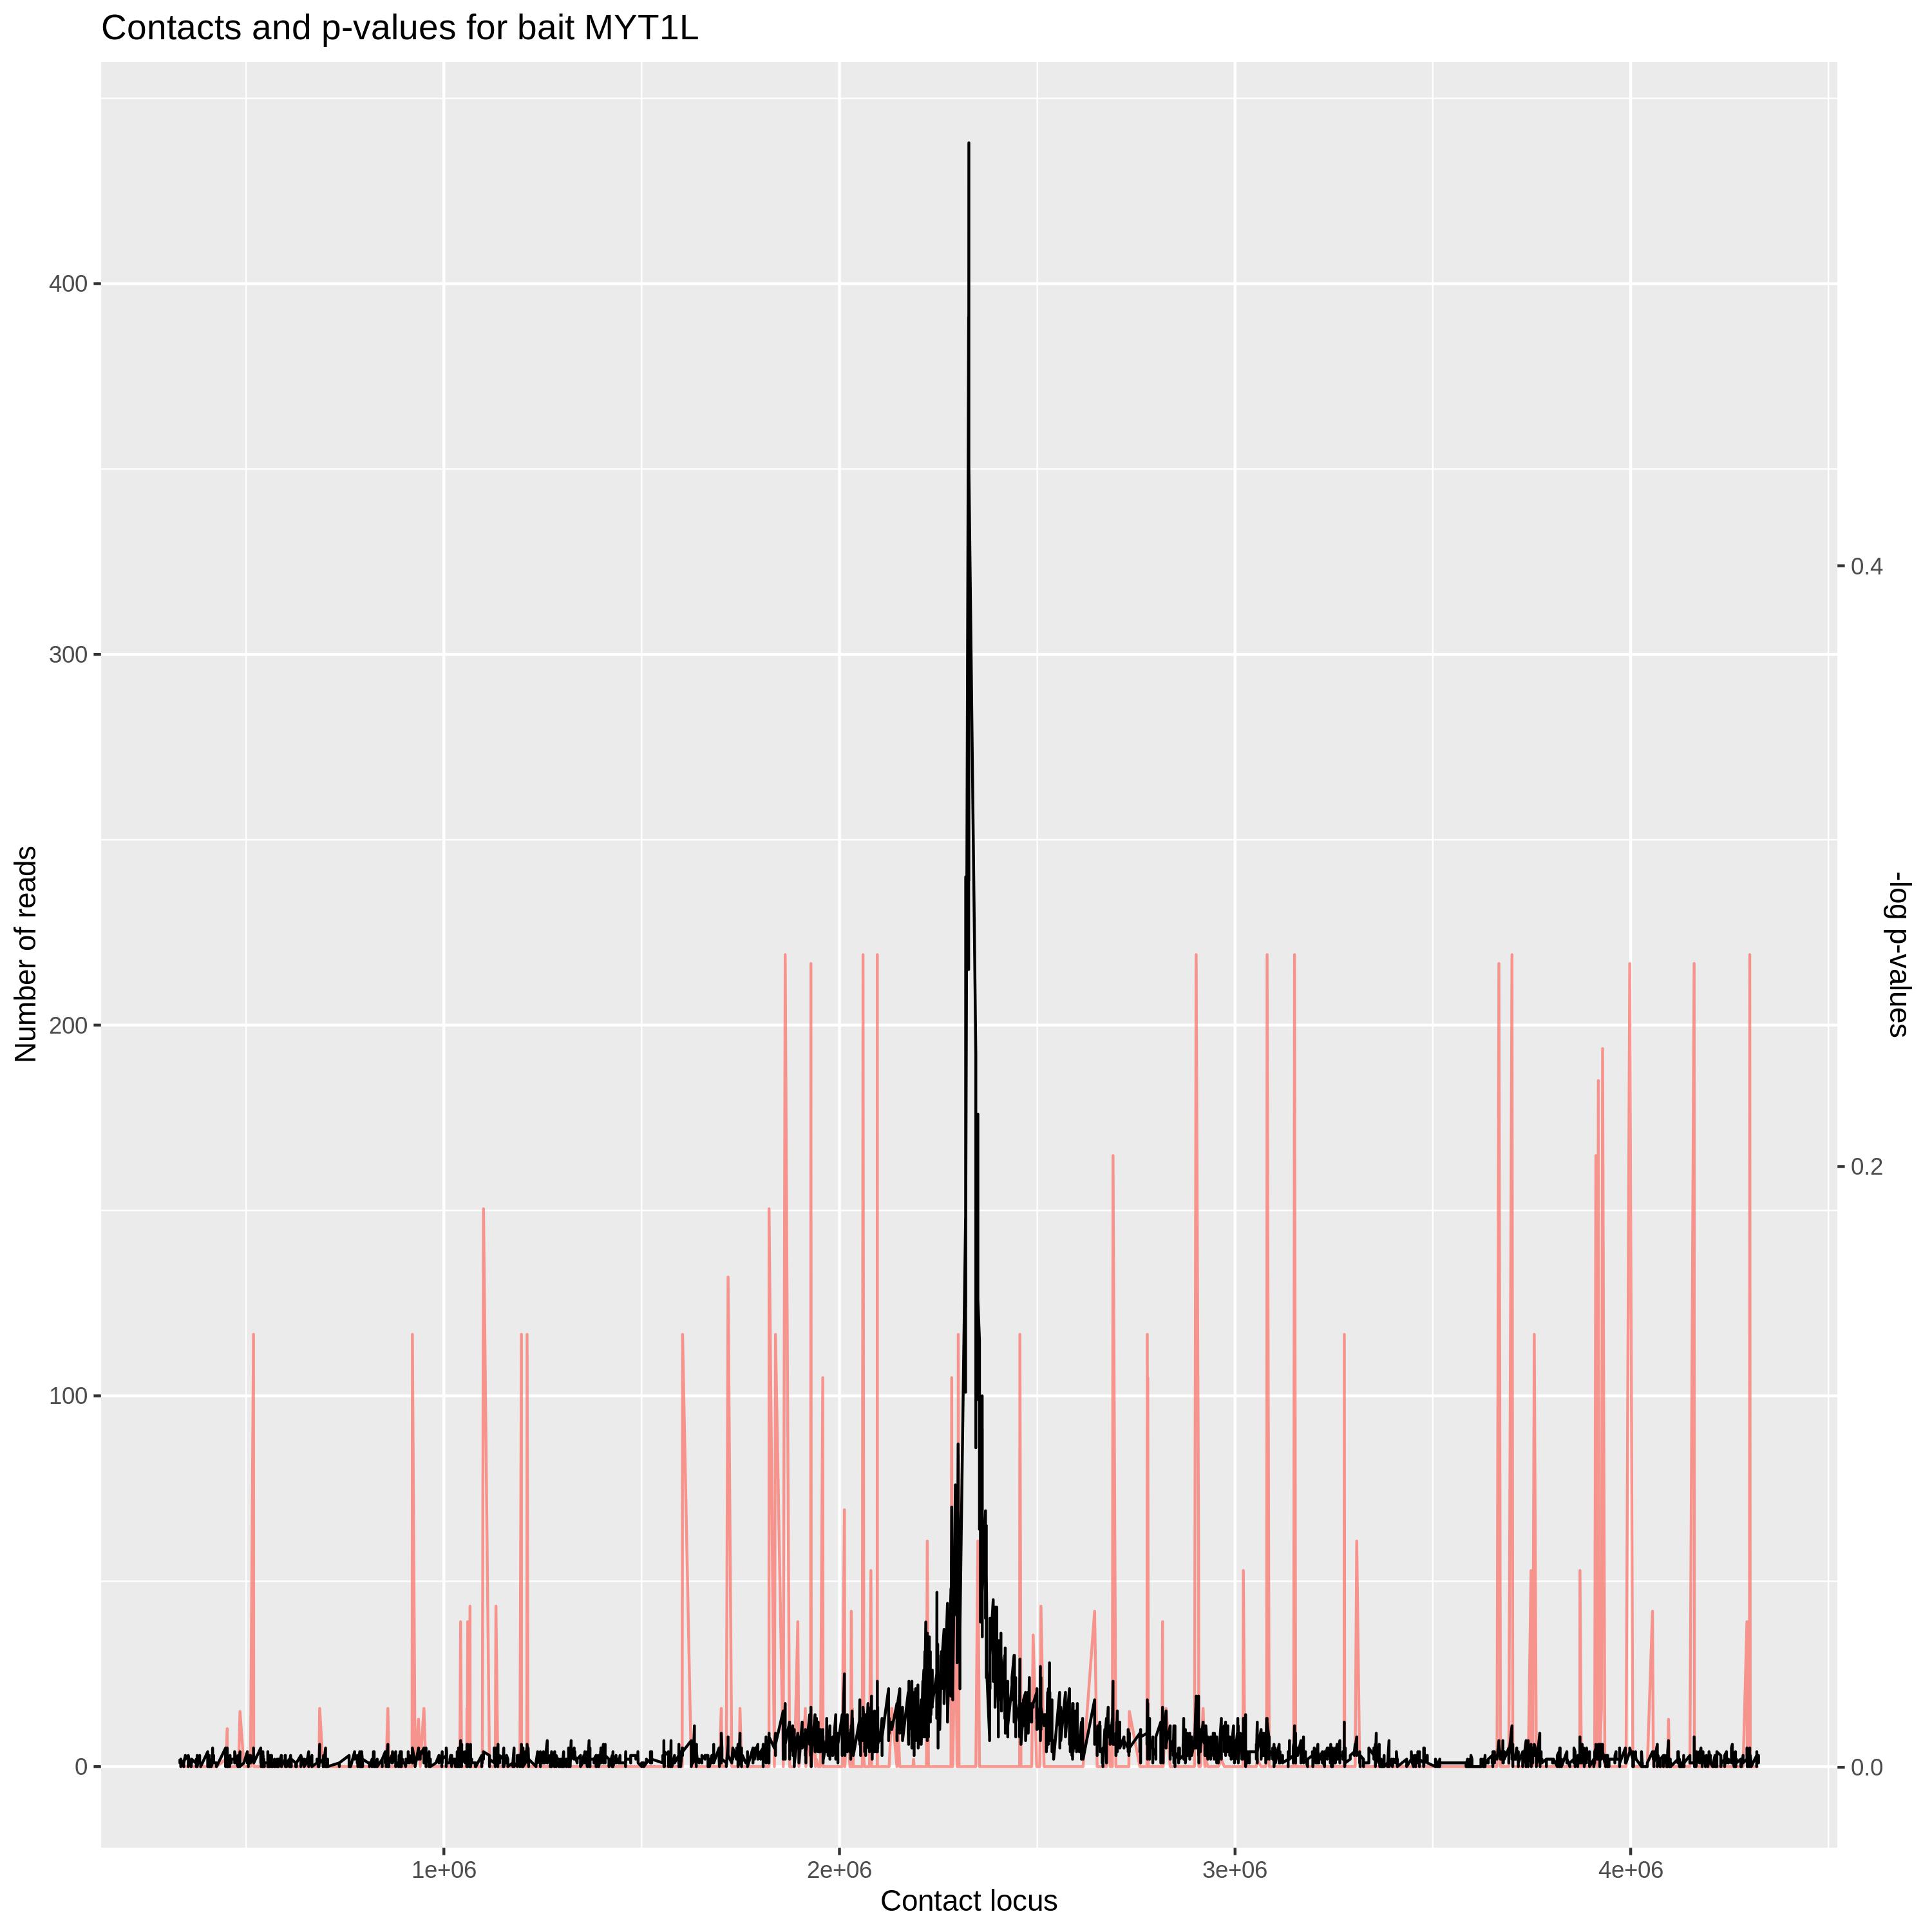 Contacts and p-values for bait MYT1L
Number of reads
400
300
200
100
0
0.4
0.2
0.0
-log p-values
1e+06 2e+06 3e+06 4e+06
Contact locus